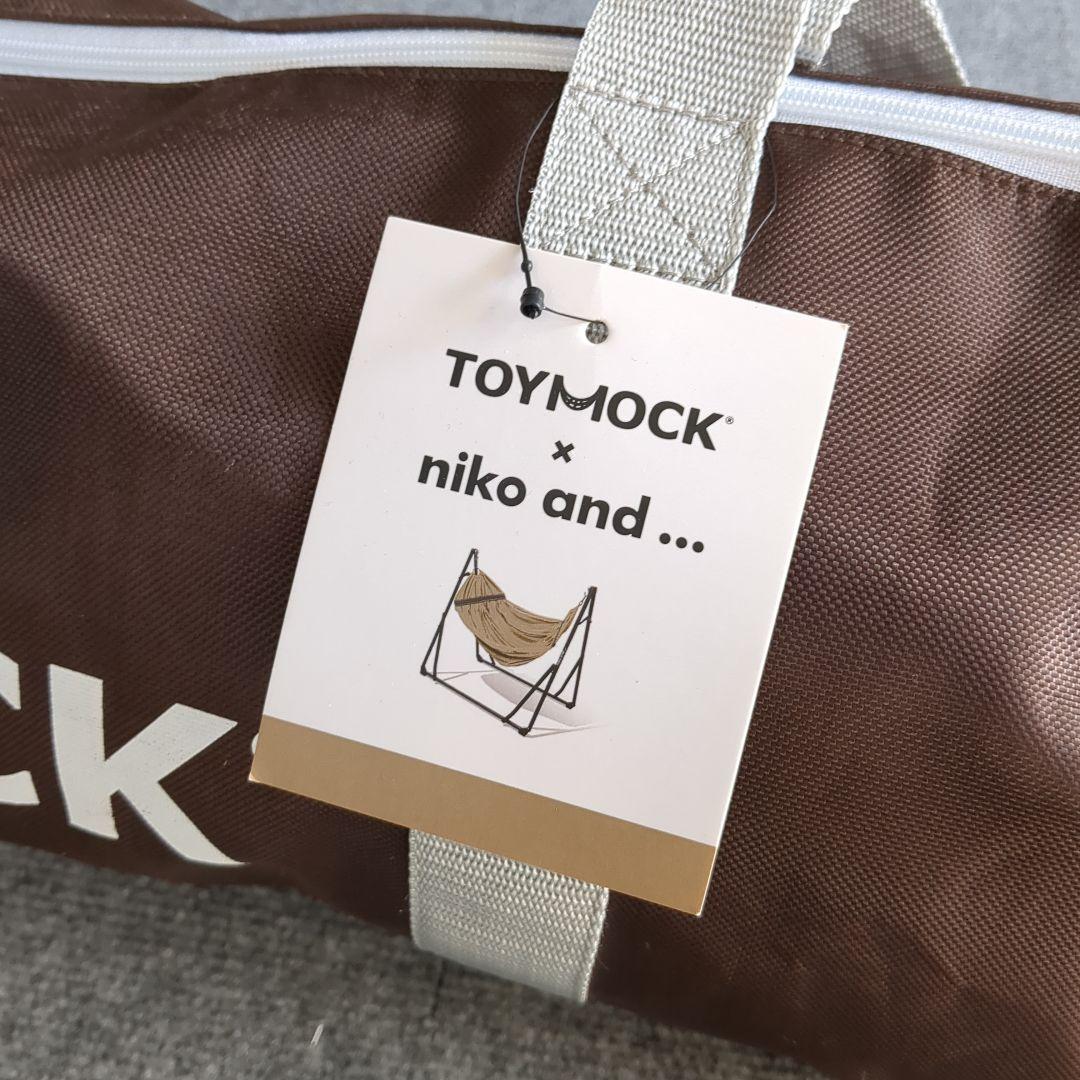 TOYMOCK®
×
niko and ...
CK